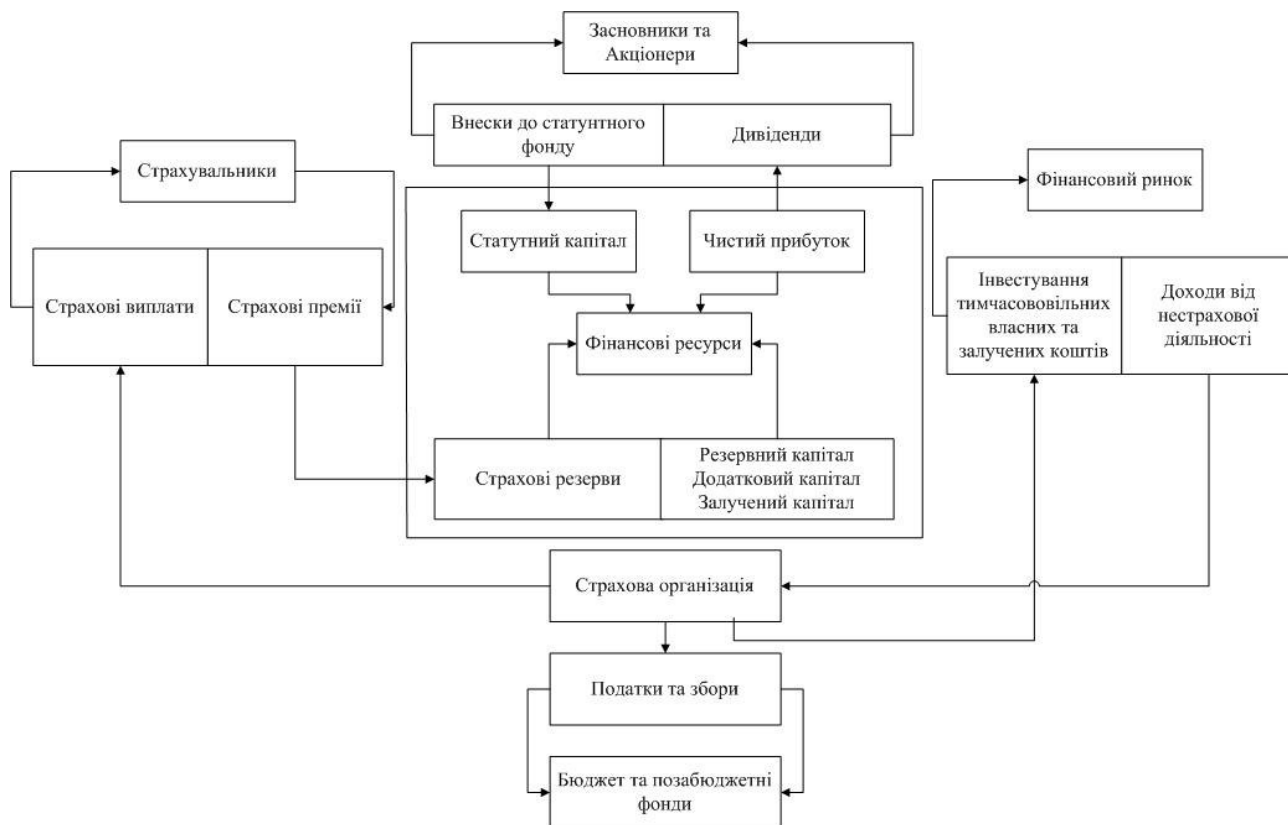 Засновники та
Акціонери
Внески до статунтного
фонду
Дивіденди
Страхувальники
Фінансовий ринок
Статутний капітал
Чистий прибуток
Страхові виплати
Страхові премії
Інвестування
тимчасововільних
власних та
залучених коштів
Доходи від
нестрахової
діяльності
Фінансові ресурси
Страхові резерви
Резервний капітал
Додатковий капітал
Залучений капітал
Страхова організація
Податки та збори
Бюджет та позабюджетні
фонди